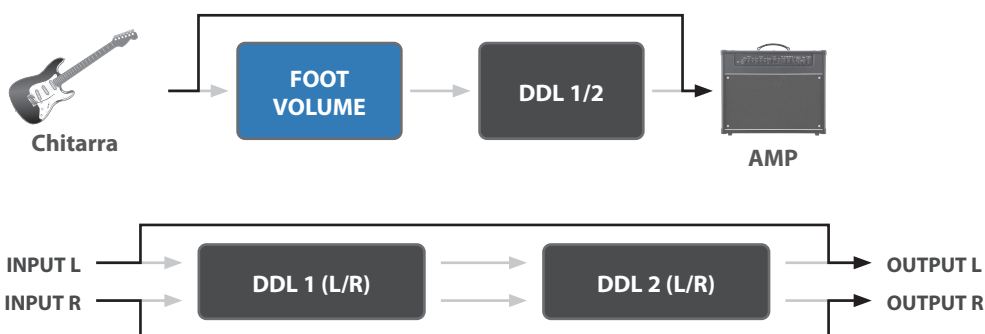 FOOT
VOLUME
DDL 1/2
Chitarra
AMP
INPUT L
DDL 1 (L/R)
DDL 2 (L/R)
OUTPUT L
INPUT R
OUTPUT R